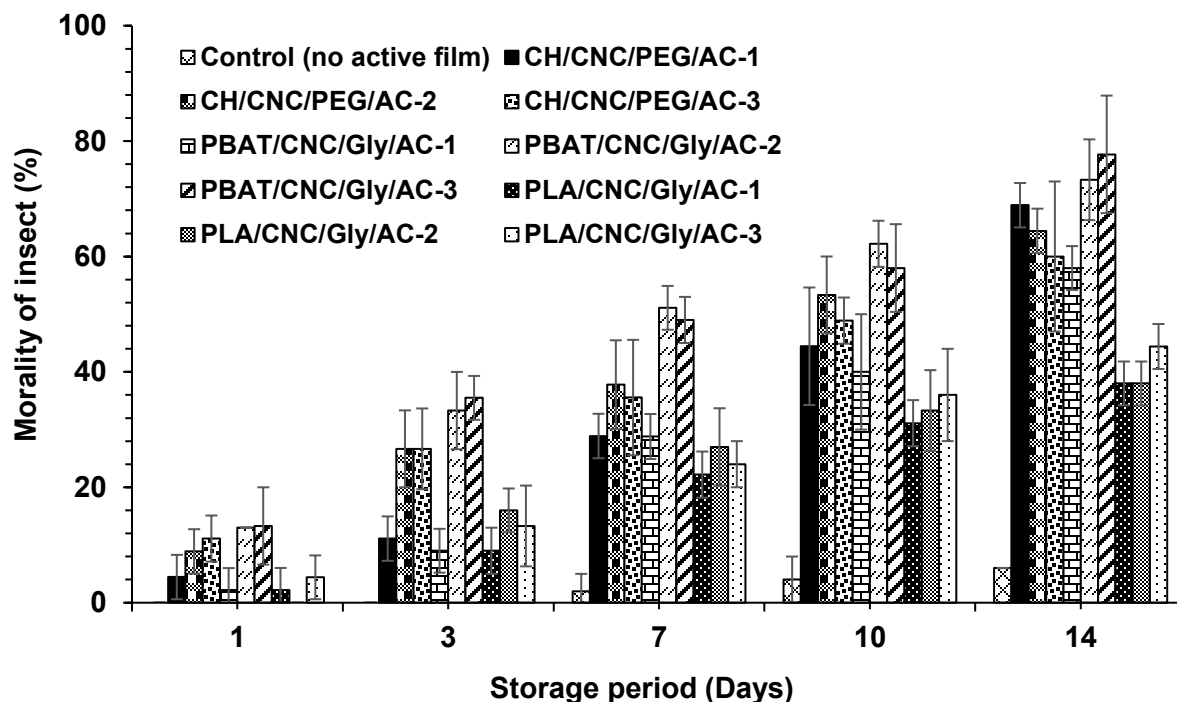 100
80
60
40
20
0
Morality of insect (%)
Control (no active film) CH/CNC/PEG/AC-1
CH/CNC/PEG/AC-2 CH/CNC/PEG/AC-3
PBAT/CNC/Gly/AC-1 PBAT/CNC/Gly/AC-2
PBAT/CNC/Gly/AC-3 PLA/CNC/Gly/AC-1
PLA/CNC/Gly/AC-2 PLA/CNC/Gly/AC-3
1 3 7 10 14
Storage period (Days)